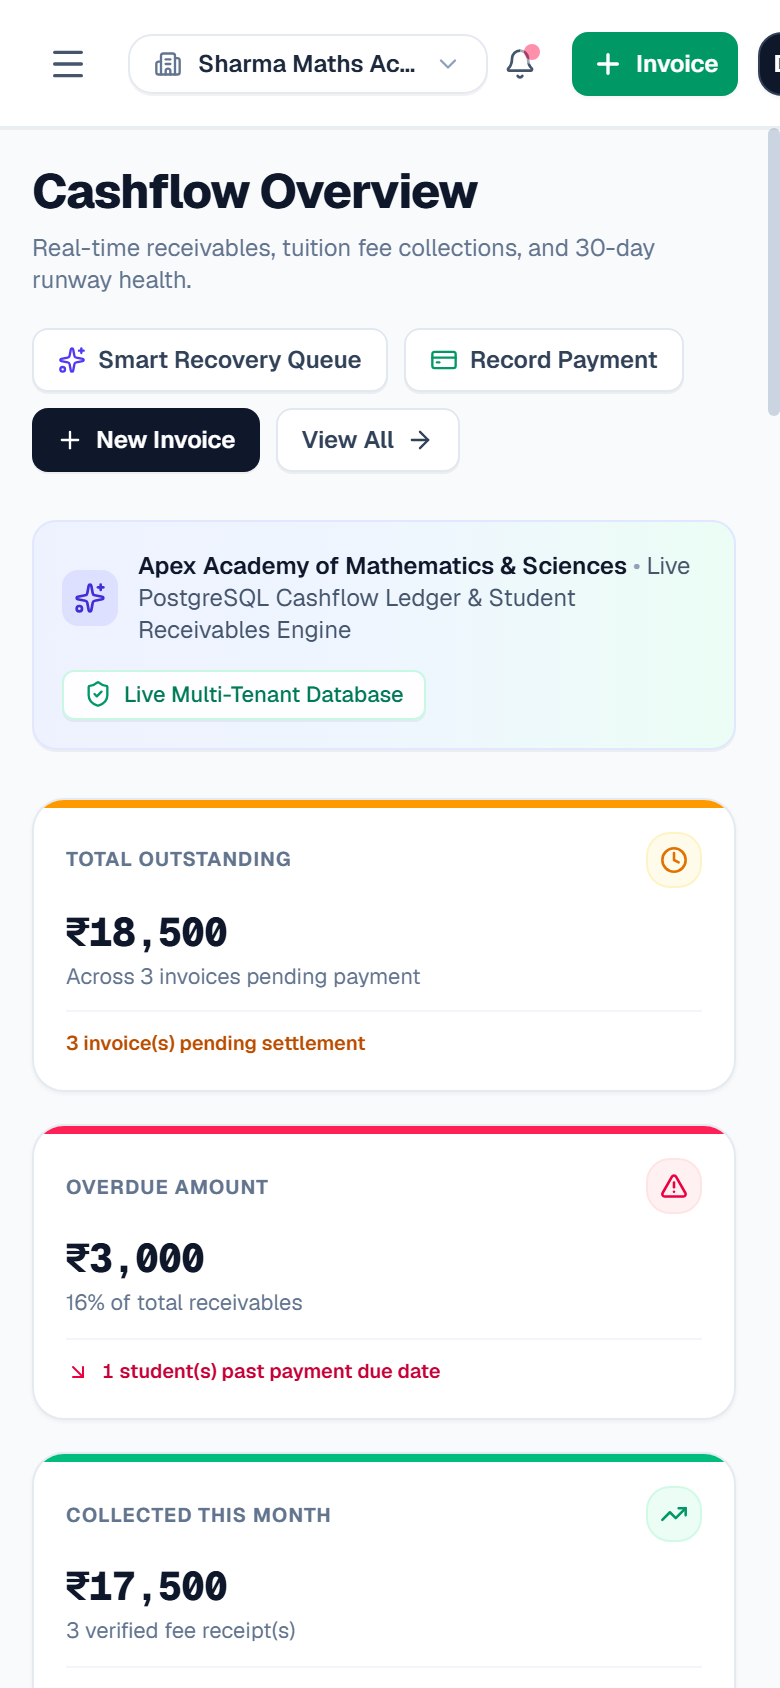 Sharma Maths Ac...
Invoice
D
Cashflow Overview
Real-time receivables, tuition fee collections, and 30-day
runway health.
Smart Recovery Queue
Record Payment
New Invoice
View All
Apex Academy of Mathematics & Sciences • Live
PostgreSQL Cashflow Ledger & Student
Receivables Engine
Live Multi-Tenant Database
TOTAL OUTSTANDING
₹18,500
Across 3 invoices pending payment
3 invoice(s) pending settlement
OVERDUE AMOUNT
₹3,000
16% of total receivables
1 student(s) past payment due date
COLLECTED THIS MONTH
₹17,500
3 verified fee receipt(s)